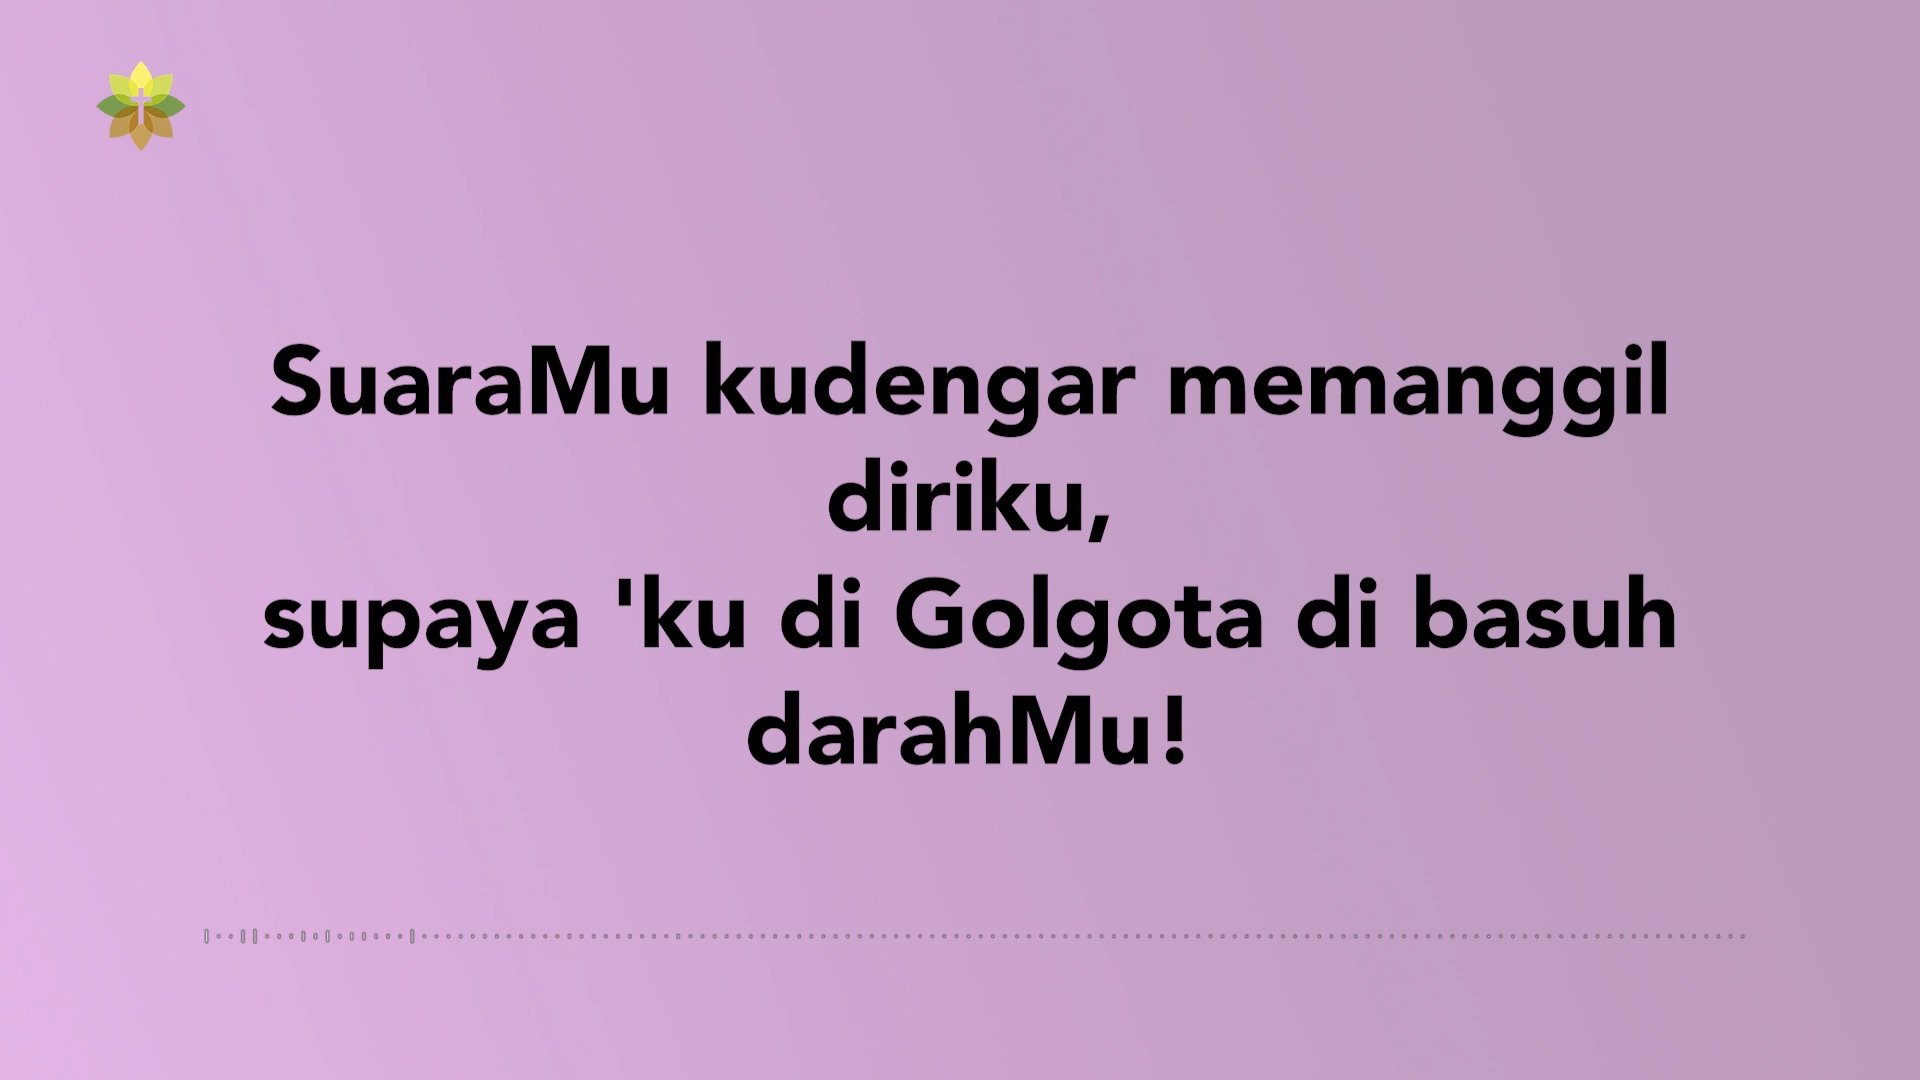 SuaraMu kudengar memanggil
diriku,
supaya 'ku di Golgota di basuh
darahMu!